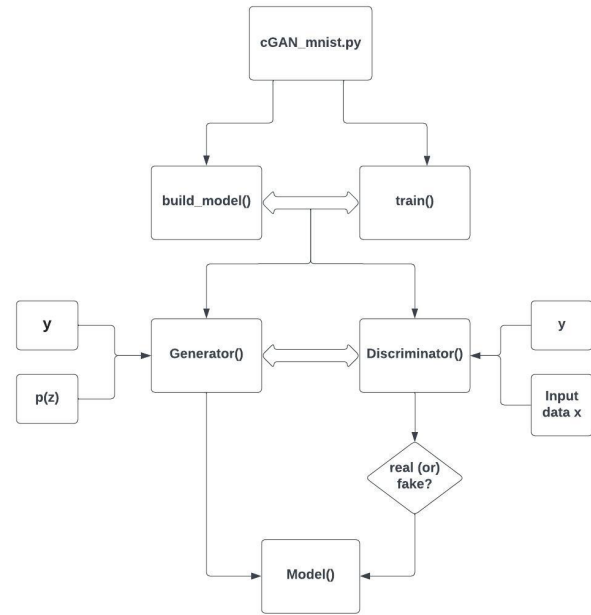 cGAN_mnist.py
build_model()
train()
y
Generator()
Discriminator()
y
p(z)
Input
data x
real (or)
fake?
Model()